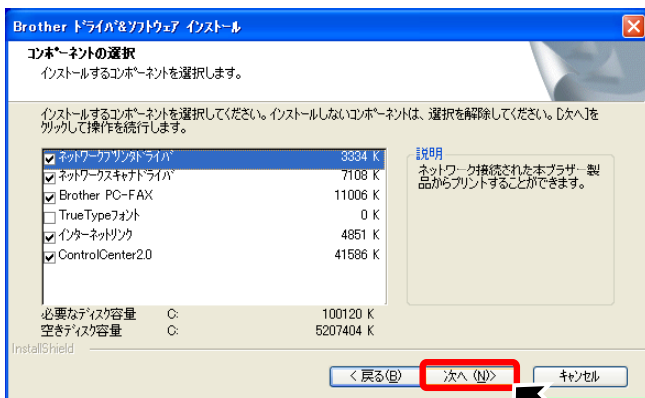 Brother ﾄﾞﾗｲﾊﾞ&ｿﾌﾄｳｪｱ ｲﾝｽﾄｰﾙ
ｺﾝﾎﾟｰﾈﾝﾄの選択
ｲﾝｽﾄｰﾙするｺﾝﾎﾟｰﾈﾝﾄを選択します。
ｲﾝｽﾄｰﾙするｺﾝﾎﾟｰﾈﾝﾄを選択してください。ｲﾝｽﾄｰﾙしないｺﾝﾎﾟｰﾈﾝﾄは、選択を解除してください。[次へ]を
ｸﾘｯｸして操作を続行します。
ﾈｯﾄﾜｰｸﾌﾟﾘﾝﾀﾄﾞﾗｲﾊﾞ 3334 K
ﾈｯﾄﾜｰｸｽｷｬﾅﾄﾞﾗｲﾊﾞ 7108 K
Brother PC-FAX 11006 K
TrueTypeﾌｫﾝﾄ 0 K
ｲﾝﾀｰﾈｯﾄﾘﾝｸ 4851 K
ControlCenter2.0 41586 K
説明
ﾈｯﾄﾜｰｸ接続された本ﾌﾞﾗｻﾞｰ製
品からﾌﾟﾘﾝﾄすることができます。
必要なﾃﾞｨｽｸ容量 C: 100120 K
空きﾃﾞｨｽｸ容量 C: 5207404 K
InstallShield
< 戻る(B) 次へ (N)> ｷｬﾝｾﾙ